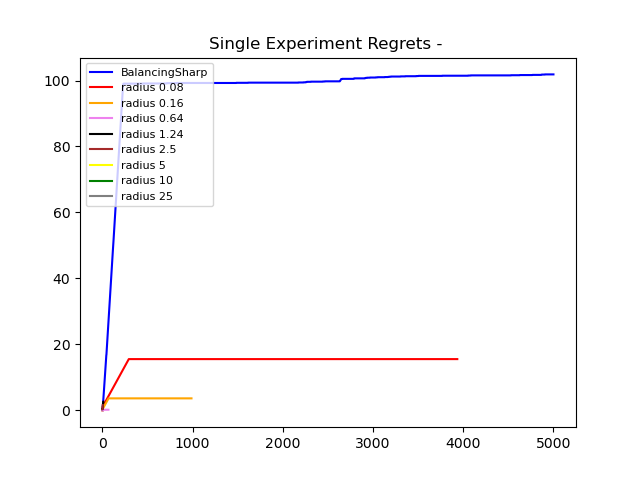 Single Experiment Regrets -
BalancingSharp
radius 0.08
radius 0.16
radius 0.64
radius 1.24
radius 2.5
radius 5
radius 10
radius 25
100
80
60
40
20
0
0 1000 2000 3000 4000 5000